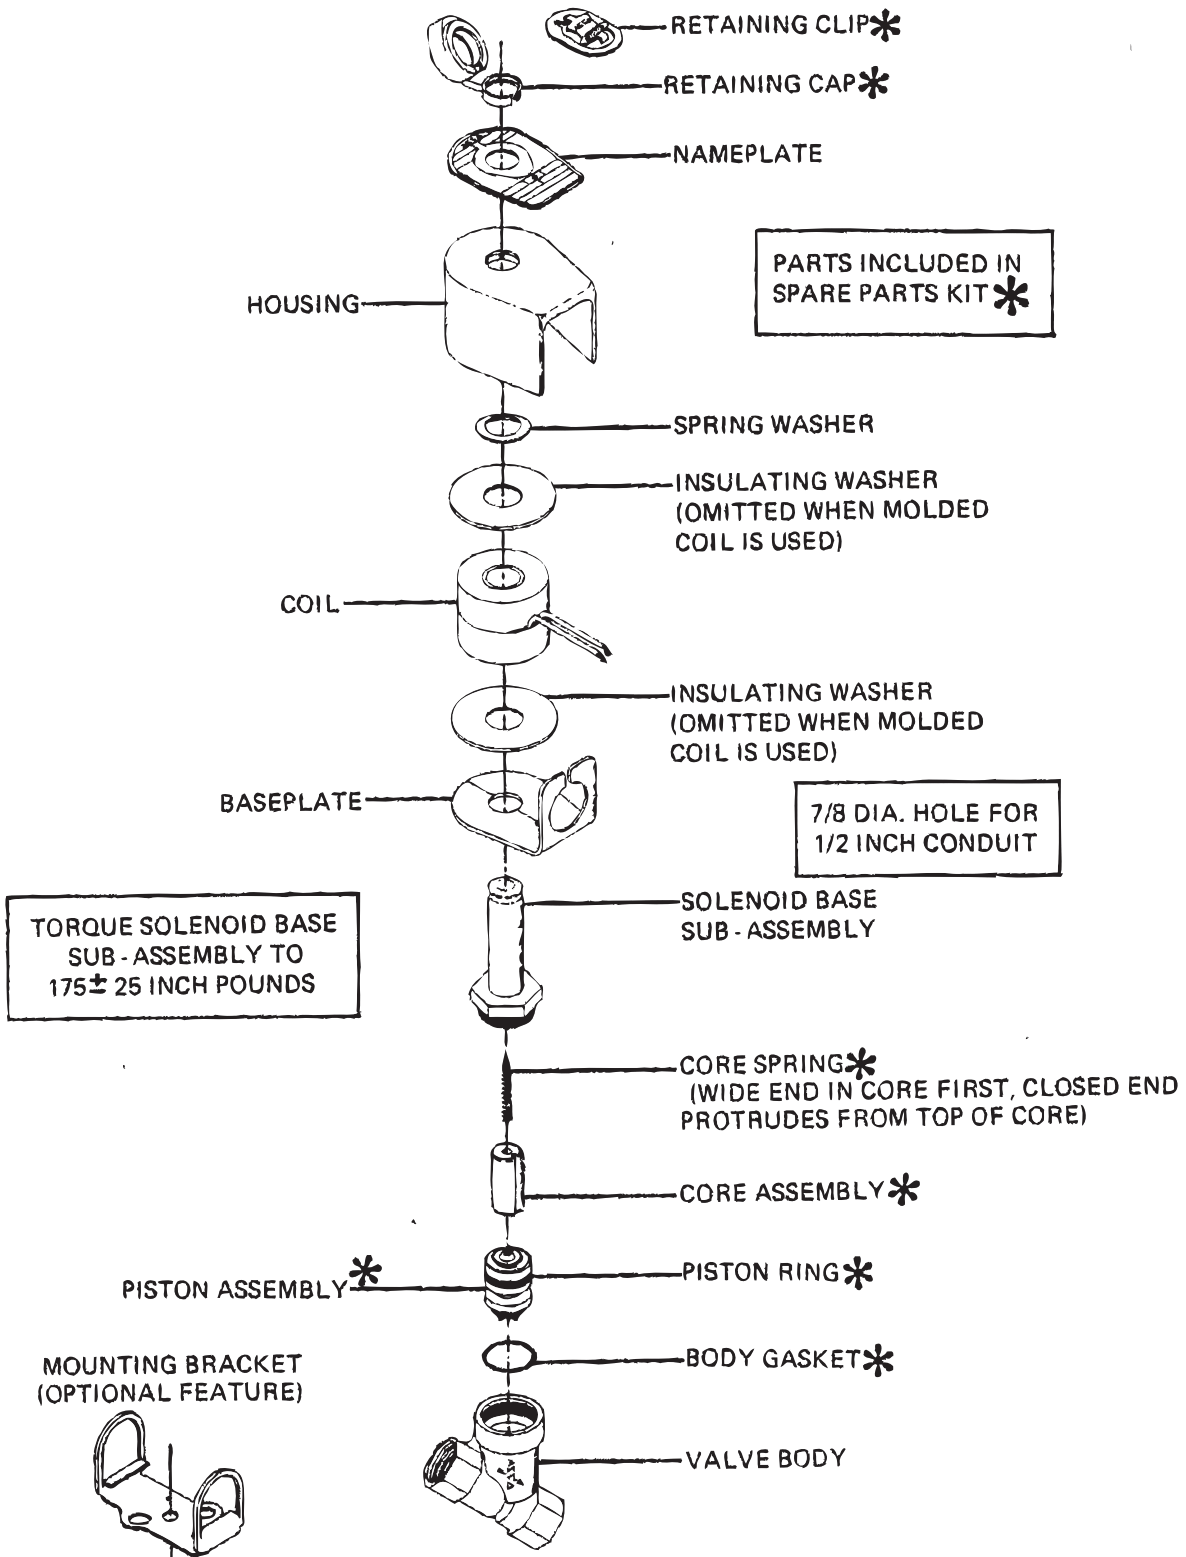 RETAINING CLIP*
RETAINING CAP*
NAMEPLATE
HOUSING
PARTS INCLUDED IN
SPARE PARTS KIT*
SPRING WASHER
INSULATING WASHER
(OMITTED WHEN MOLDED
COIL IS USED)
COIL
INSULATING WASHER
(OMITTED WHEN MOLDED
COIL IS USED)
BASEPLATE
7/8 DIA. HOLE FOR
1/2 INCH CONDUIT
SOLENOID BASE
SUB-ASSEMBLY
TORQUE SOLENOID BASE
SUB-ASSEMBLY TO
175± 25 INCH POUNDS
CORE SPRING*
(WIDE END IN CORE FIRST, CLOSED END
PROTRUDES FROM TOP OF CORE)
CORE ASSEMBLY*
PISTON ASSEMBLY*
PISTON RING*
BODY GASKET*
MOUNTING BRACKET
(OPTIONAL FEATURE)
VALVE BODY